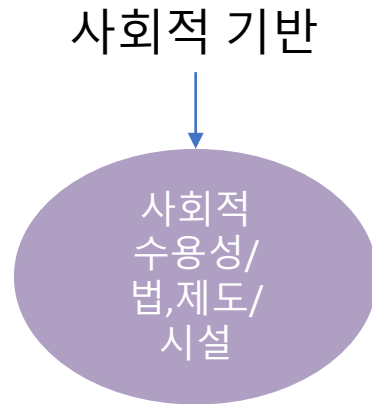 사회적 기반
사회적
수용성/
법,제도/
시설